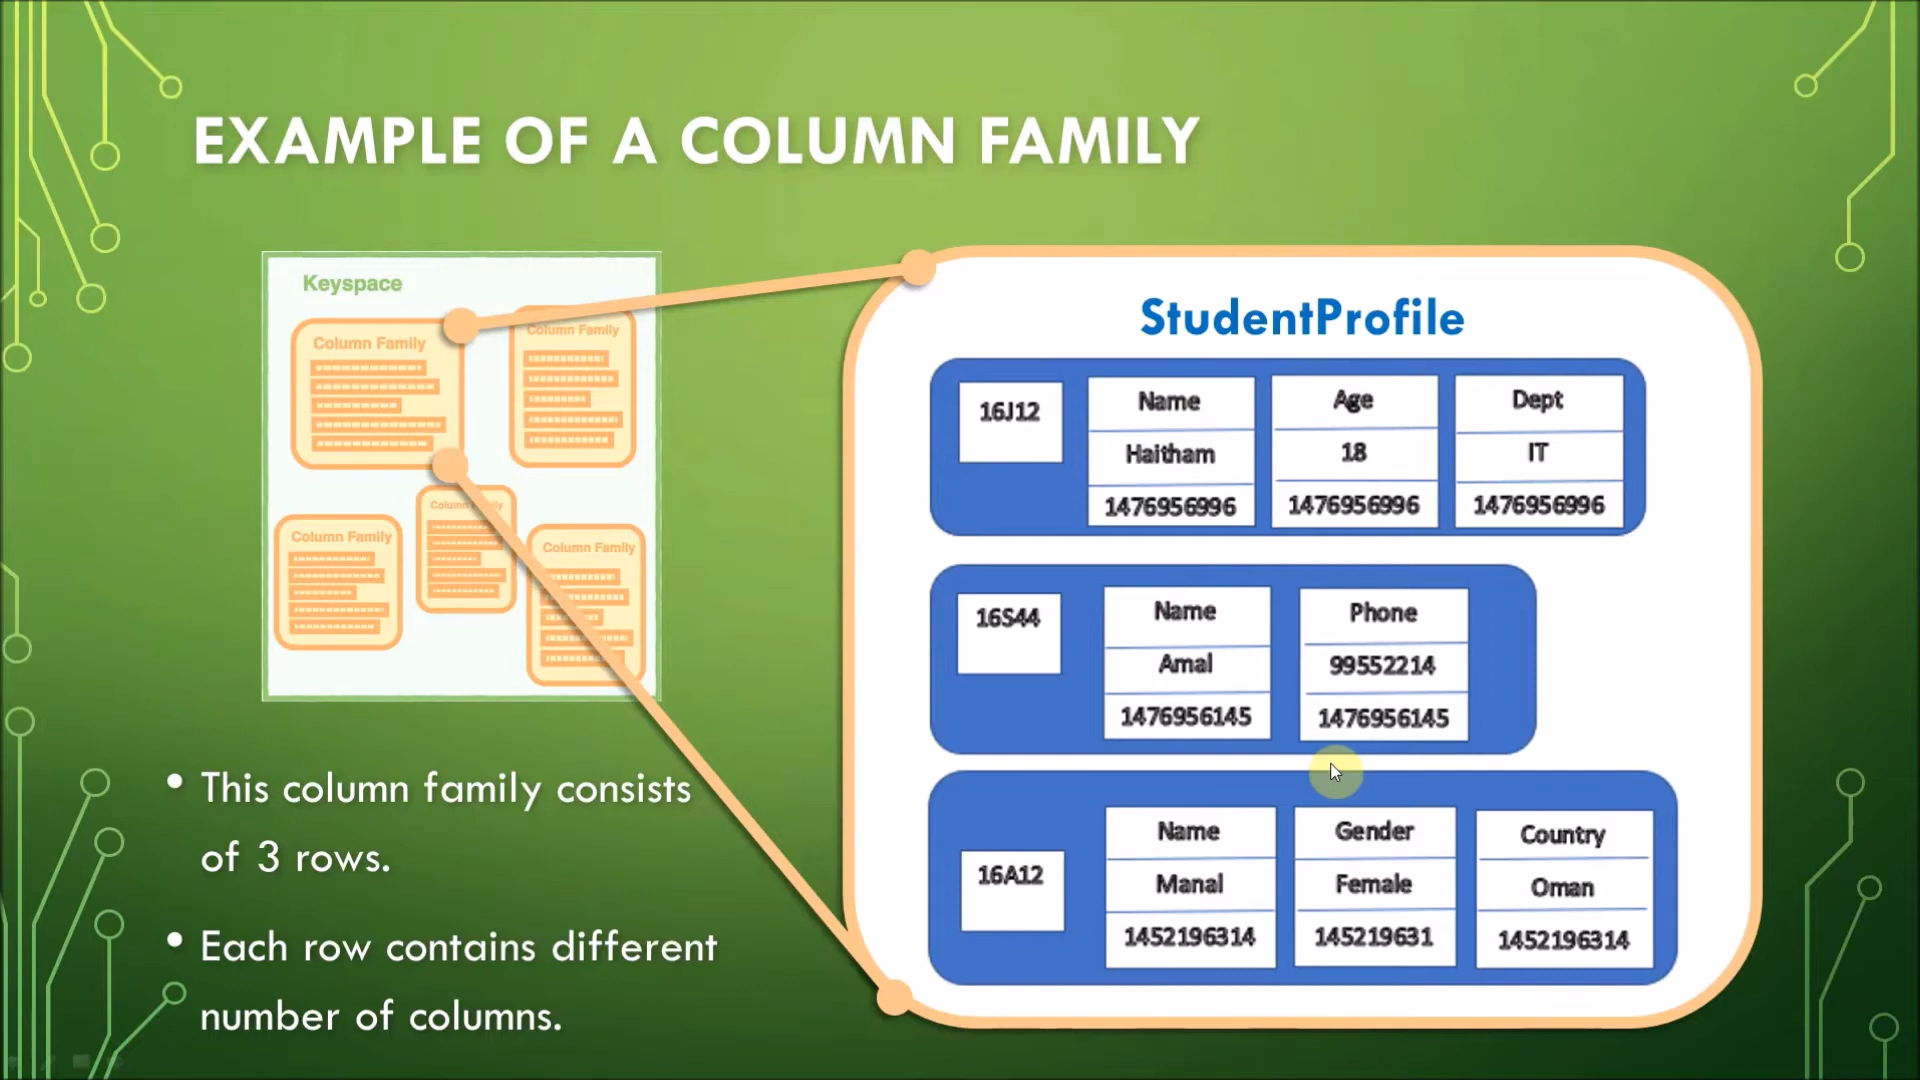 EXAMPLE OF A COLUMN FAMILY
Keyspace
Column Family
Column Family
Column Family
Column Family
Column Family
This column family consists
of 3 rows.
Each row contains different
number of columns.
StudentProfile
16J12
Name
Haitham
1476956996
Age
18
1476956996
Dept
IT
1476956996
16S44
Name
Amal
1476956145
Phone
99552214
1476956145
16A12
Name
Manal
1452196314
Gender
Female
145219631
Country
Oman
1452196314